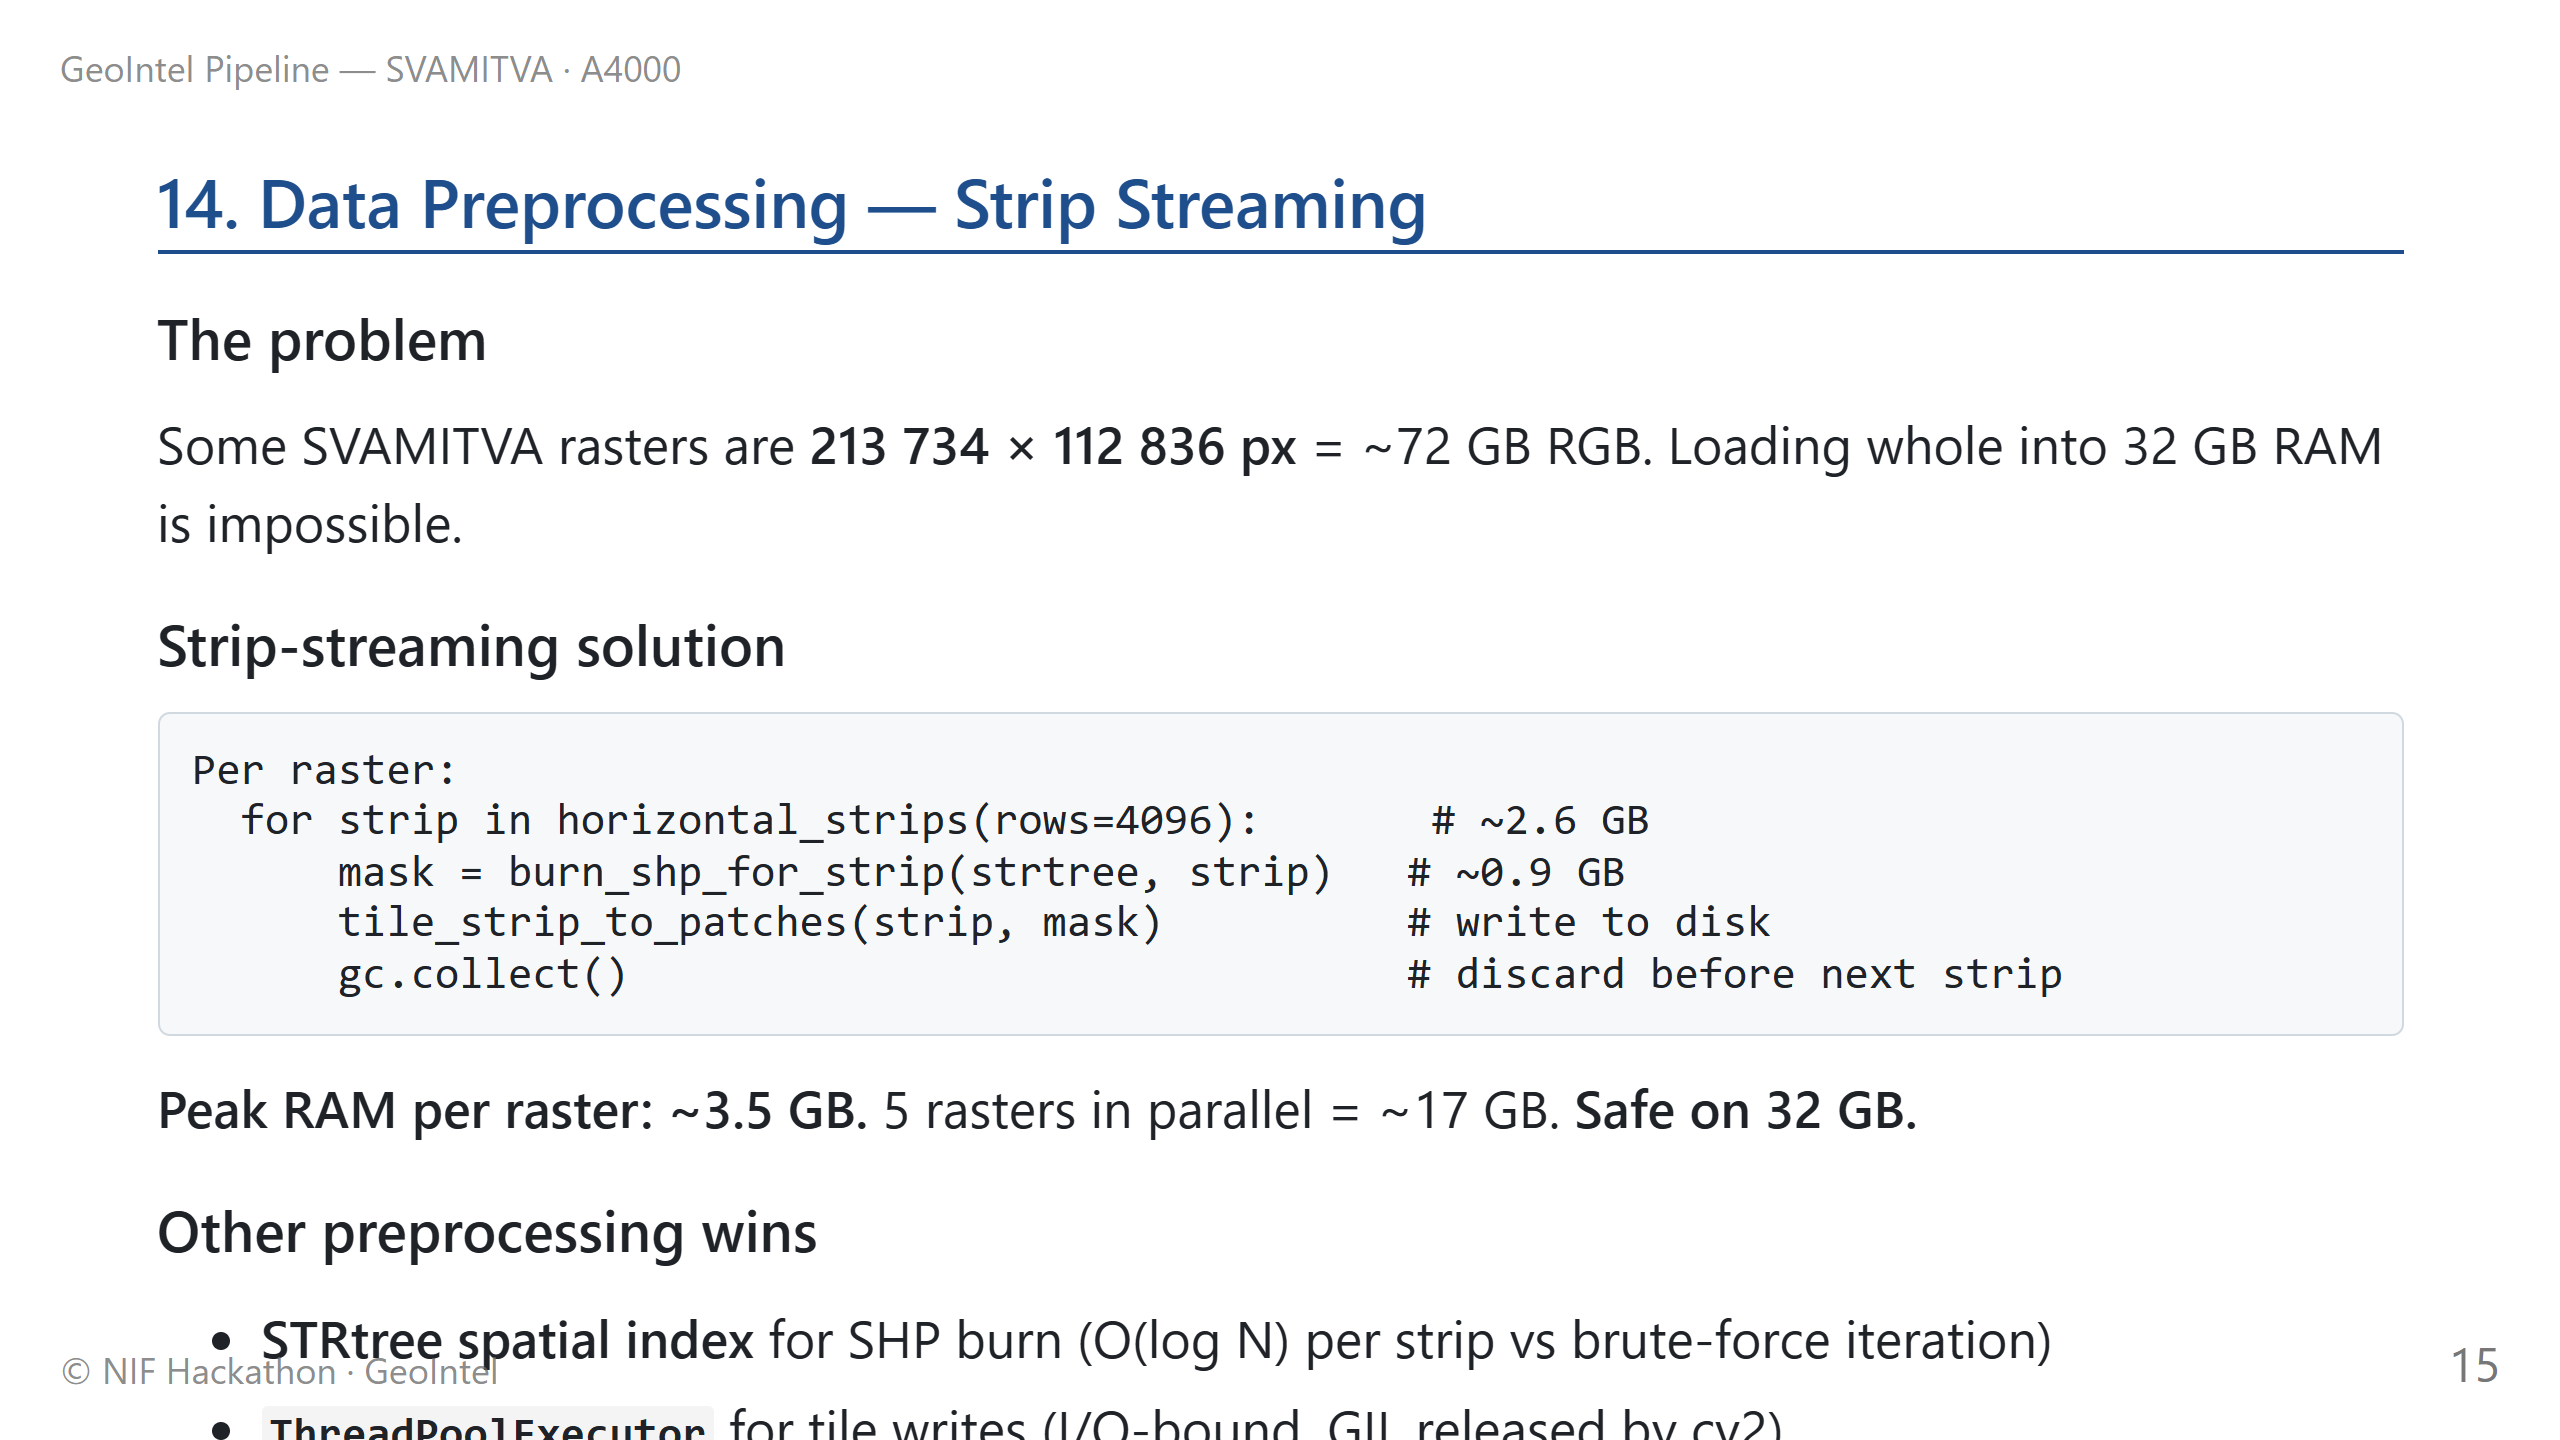 GeoIntel Pipeline — SVAMITVA · A4000
14. Data Preprocessing — Strip Streaming
The problem
Some SVAMITVA rasters are 213 734 × 112 836 px = ~72 GB RGB. Loading whole into 32 GB RAM
is impossible.
Strip-streaming solution
Per raster:
  for strip in horizontal_strips(rows=4096):       # ~2.6 GB
      mask = burn_shp_for_strip(strtree, strip)   # ~0.9 GB
      tile_strip_to_patches(strip, mask)          # write to disk
      gc.collect()                                # discard before next strip
Peak RAM per raster: ~3.5 GB. 5 rasters in parallel = ~17 GB. Safe on 32 GB.
Other preprocessing wins
• STRtree spatial index for SHP burn (O(log N) per strip vs brute-force iteration)
© NIF Hackathon · GeoIntel
15
• ThreadPoolExecutor for tile writes (I/O-bound, GIL released by cv2)